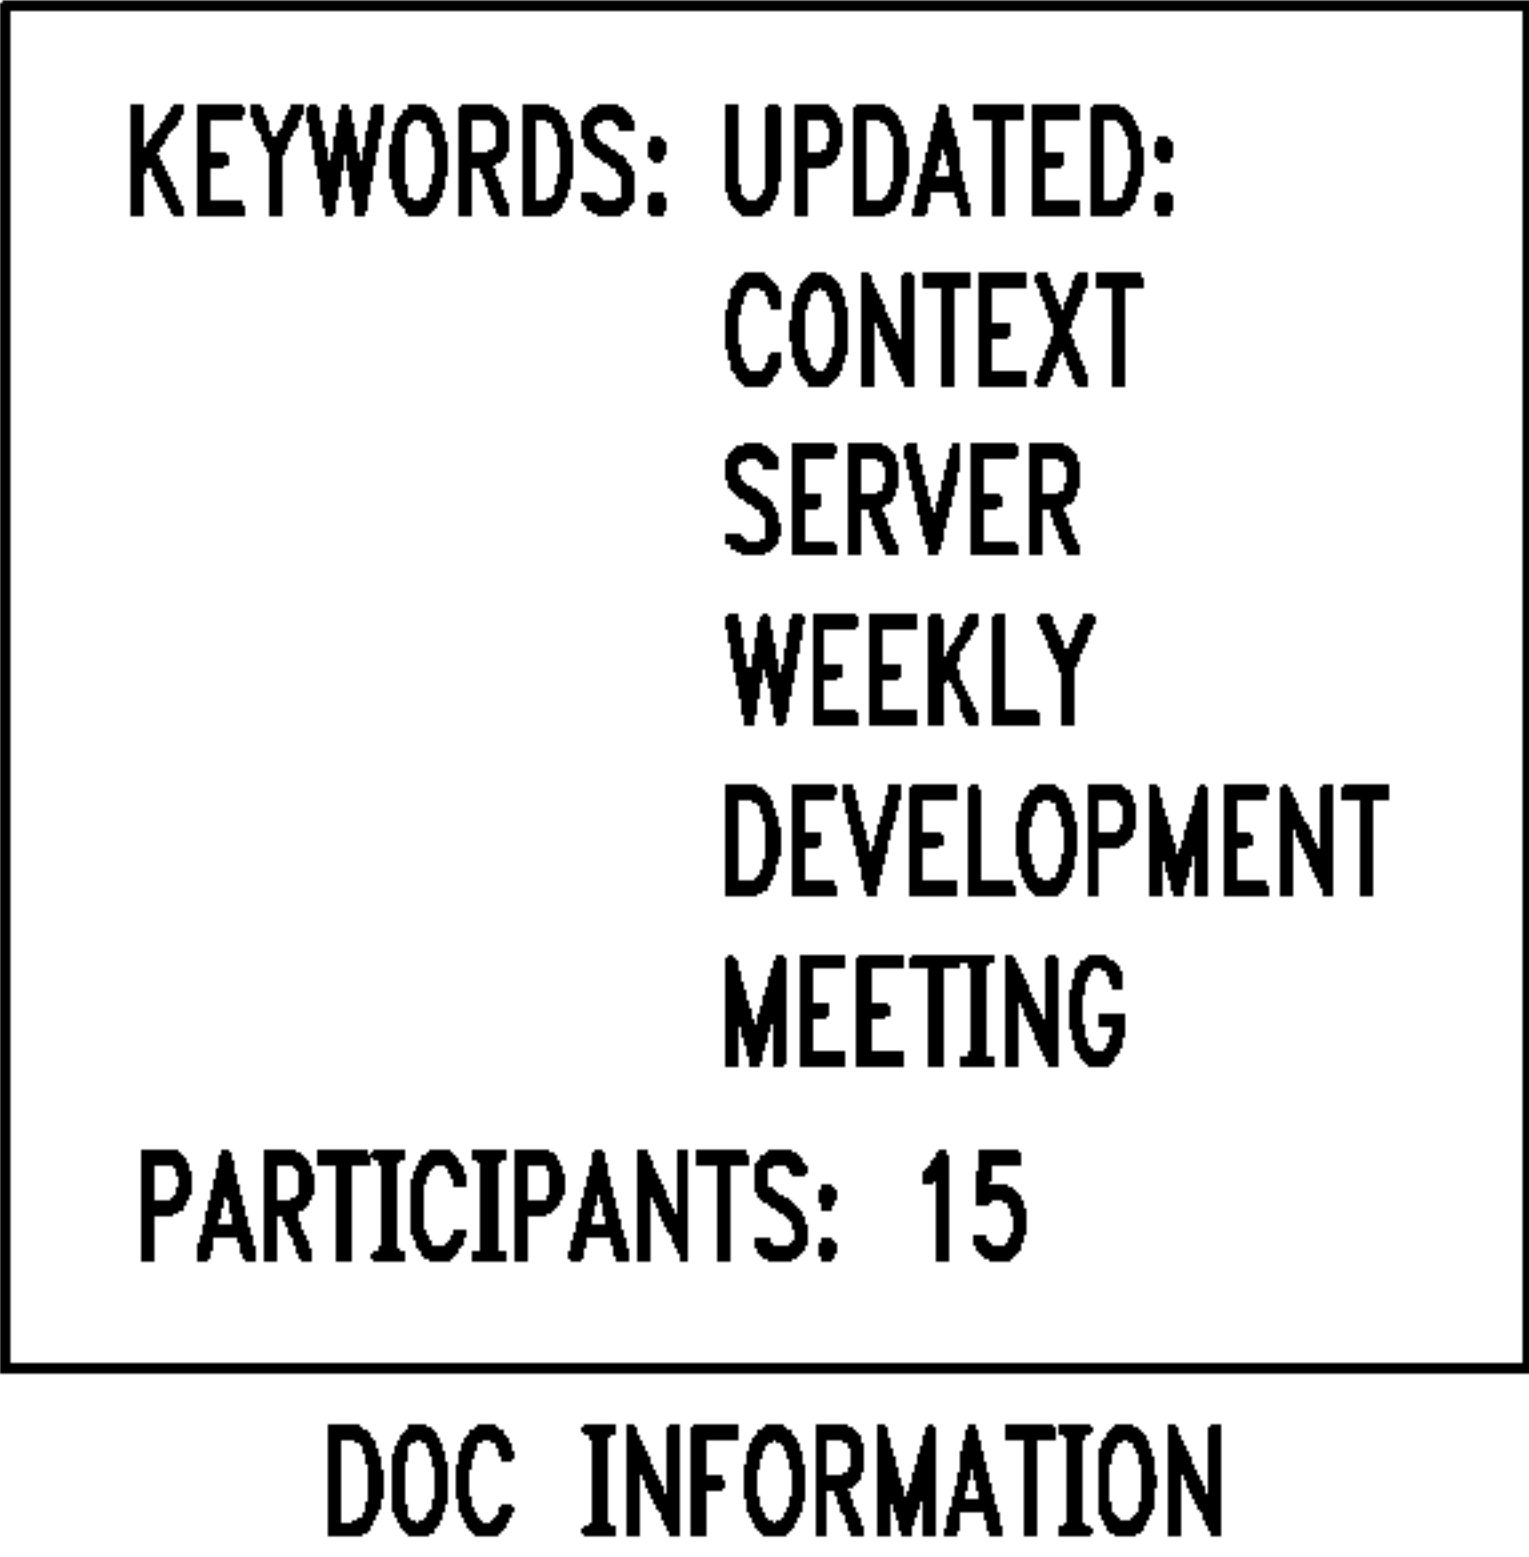 KEYWORDS: UPDATED:
CONTEXT
SERVER
WEEKLY
DEVELOPMENT
MEETING
PARTICIPANTS: 15
DOC INFORMATION